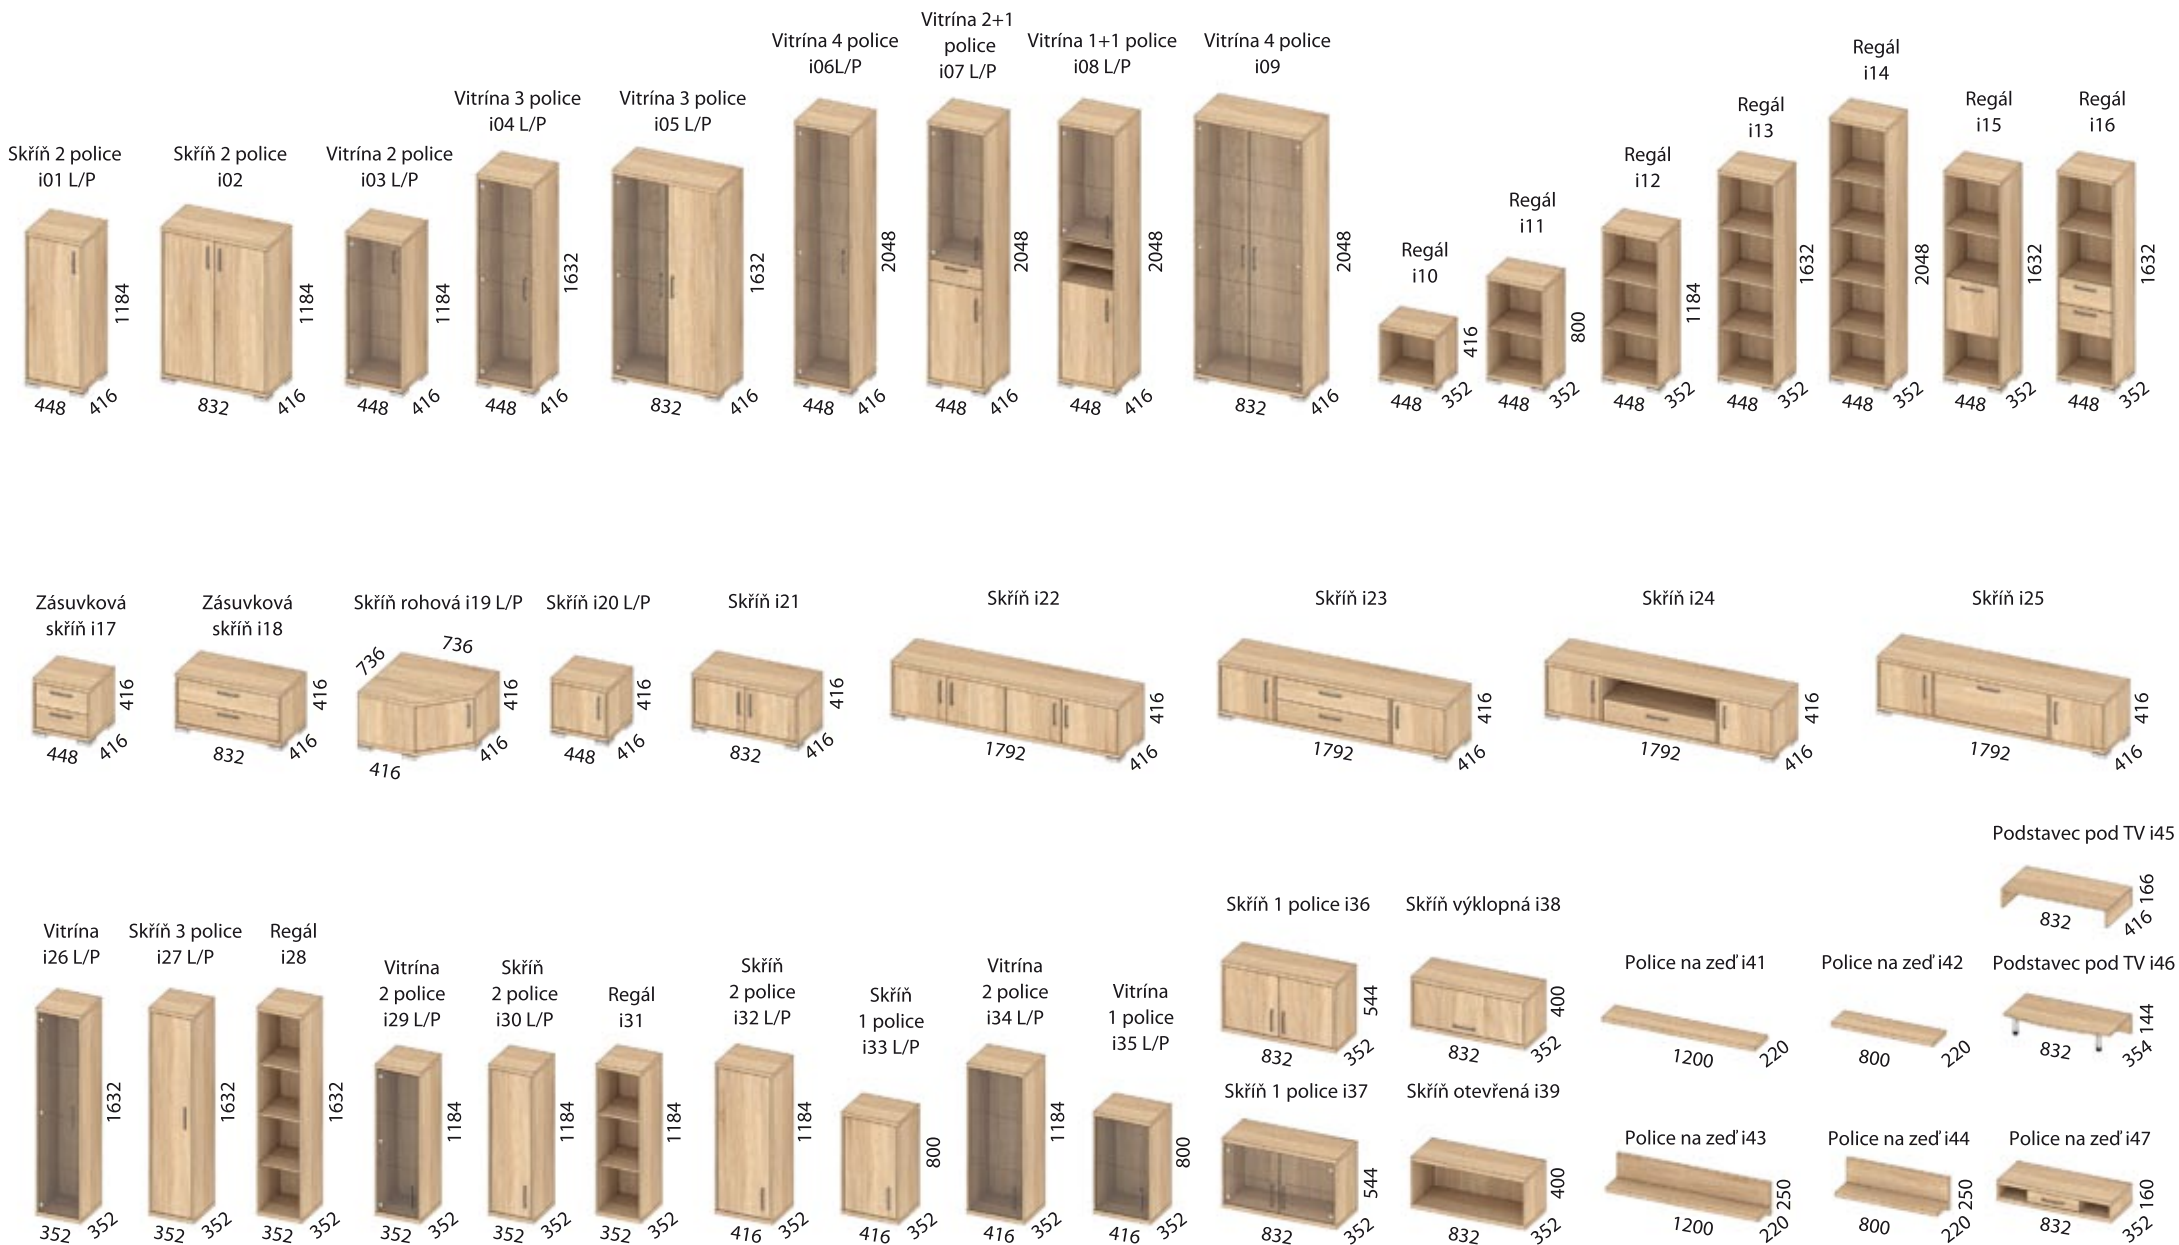 Skříň 2 police
i01 L/P
1184
448
416
Skříň 2 police
i02
1184
832
416
Vitrína 2 police
i03 L/P
1184
448
416
Vitrína 3 police
i04 L/P
1632
448
416
Vitrína 3 police
i05 L/P
1632
832
416
Vitrína 4 police
i06L/P
2048
448
416
Vitrína 2+1
police
i07 L/P
2048
448
416
Vitrína 1+1 police
i08 L/P
2048
448
416
Vitrína 4 police
i09
2048
832
416
Regál
i10
416
448
352
Regál
i11
800
448
352
Regál
i12
1184
448
352
Regál
i13
1632
448
352
Regál
i14
2048
448
352
Regál
i15
1632
448
352
Regál
i16
1632
448
352
Zásuvková
skříň i17
416
448
416
Zásuvková
skříň i18
416
832
416
Skříň rohová i19 L/P
736
736
416
416
416
Skříň i20 L/P
416
448
416
Skříň i21
416
832
416
Skříň i22
416
1792
416
Skříň i23
416
1792
416
Skříň i24
416
1792
416
Skříň i25
416
1792
416
Vitrína
i26 L/P
1632
352
352
Skříň 3 police
i27 L/P
1632
352
352
Regál
i28
1632
352
352
Vitrína
2 police
i29 L/P
1184
352
352
Skříň
2 police
i30 L/P
1184
352
352
Regál
i31
1184
352
352
Skříň
2 police
i32 L/P
1184
416
352
Skříň
1 police
i33 L/P
800
416
352
Vitrína
2 police
i34 L/P
1184
416
352
Vitrína
1 police
i35 L/P
800
416
352
Skříň 1 police i36
544
832
352
Skříň výklopná i38
400
832
352
Skříň 1 police i37
544
832
352
Skříň otevřená i39
400
832
352
Police na zeď i41
1200
220
Police na zeď i42
800
220
Police na zeď i43
250
1200
220
Police na zeď i44
250
800
220
Podstavec pod TV i45
166
832
416
Podstavec pod TV i46
144
832
354
Police na zeď i47
160
832
352